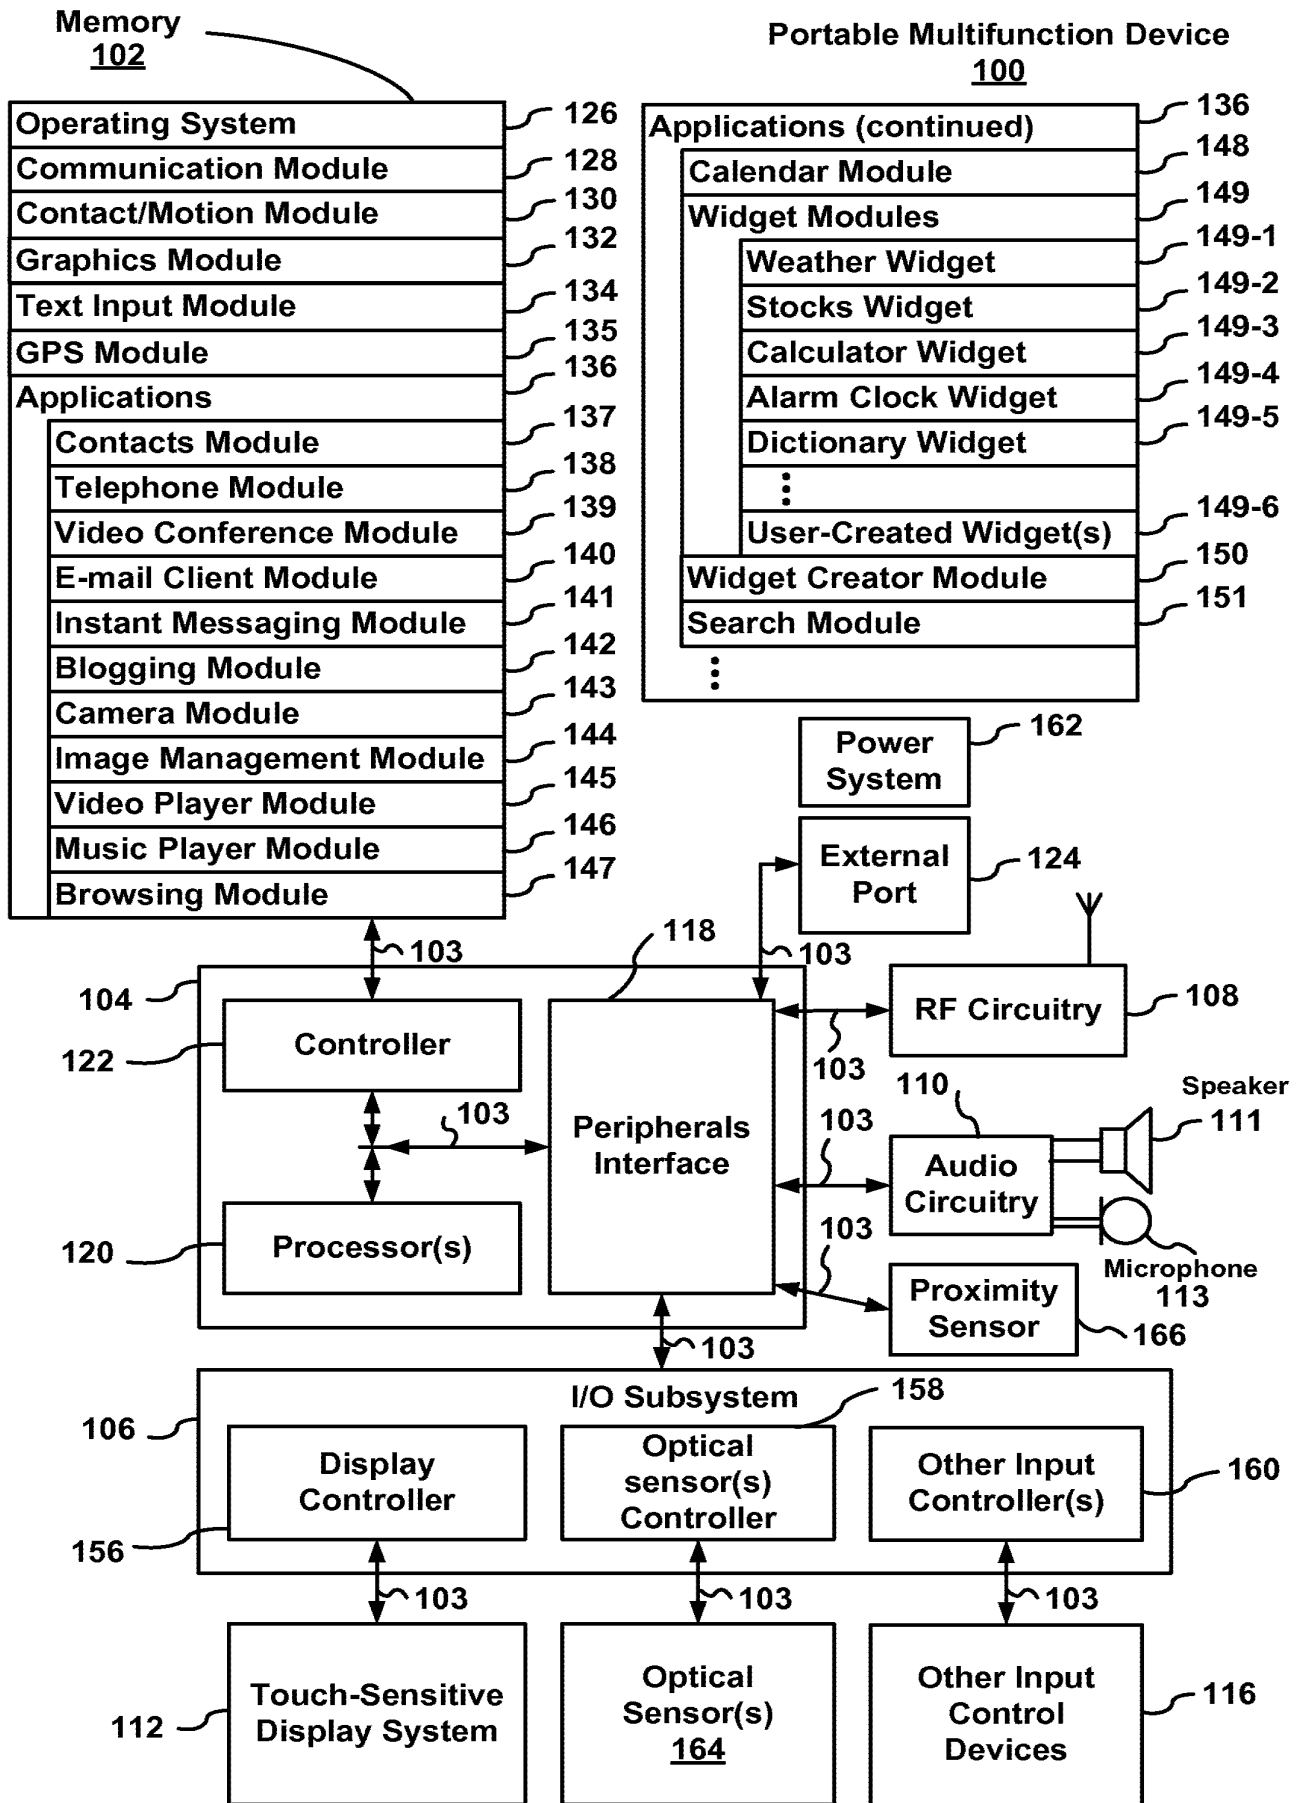 Memory
102
Portable Multifunction Device
100
Operating System
126
Communication Module
128
Contact/Motion Module
130
Graphics Module
132
Text Input Module
134
GPS Module
135
Applications
136
Contacts Module
137
Telephone Module
138
Video Conference Module
139
E-mail Client Module
140
Instant Messaging Module
141
Blogging Module
142
Camera Module
143
Image Management Module
144
Video Player Module
145
Music Player Module
146
Browsing Module
147
Applications (continued)
136
Calendar Module
148
Widget Modules
149
Weather Widget
149-1
Stocks Widget
149-2
Calculator Widget
149-3
Alarm Clock Widget
149-4
Dictionary Widget
149-5
User-Created Widget(s)
149-6
Widget Creator Module
150
Search Module
151
Power
System
162
External
Port
124
103
103
118
104
Controller
122
103
Processor(s)
120
Peripherals
Interface
RF Circuitry
108
103
110
Audio
Circuitry
103
Speaker
111
Microphone
113
103
Proximity
Sensor
166
103
I/O Subsystem
106
158
Display
Controller
156
Optical
sensor(s)
Controller
Other Input
Controller(s)
160
103
103
103
Touch-Sensitive
Display System
112
Optical
Sensor(s)
164
Other Input
Control
Devices
116